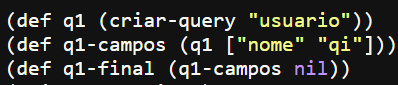 (def q1 (criar-query "usuario"))
(def q1-campos (q1 ["nome" "qi"]))
(def q1-final (q1-campos nil))